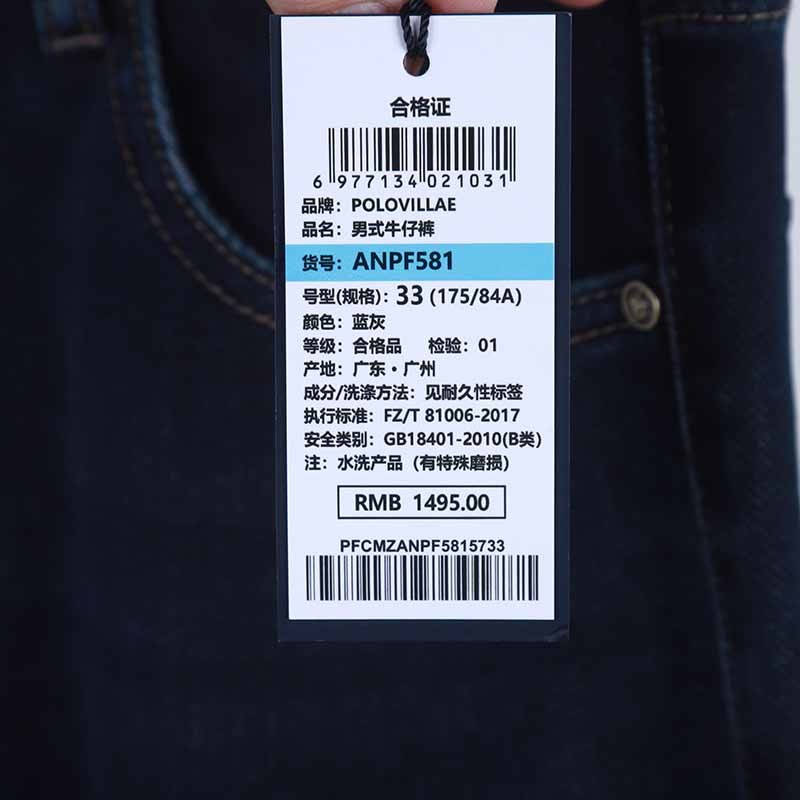 合格证
6 977134 021031
品牌：POLOVILLAE
品名：男式牛仔裤
货号：ANPF581
号型(规格)：33 (175/84A)
颜色：蓝灰
等级：合格品 检验：01
产地：广东·广州
成分/洗涤方法：见耐久性标签
执行标准：FZ/T 81006-2017
安全类别：GB18401-2010(B类)
注：水洗产品（有特殊磨损）
RMB 1495.00
PFCMZANPF5815733